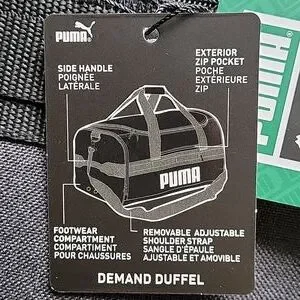 PUMA
SIDE HANDLE
POIGNÉE
LATÉRALE
EXTERIOR
ZIP POCKET
POCHE
EXTÉRIEURE
ZIP
PUMA
FOOTWEAR
COMPARTMENT
COMPARTIMENT
POUR CHAUSSURES
REMOVABLE ADJUSTABLE
SHOULDER STRAP
SANGLE D'ÉPAULE
AJUSTABLE ET AMOVIBLE
DEMAND DUFFEL
PUMA